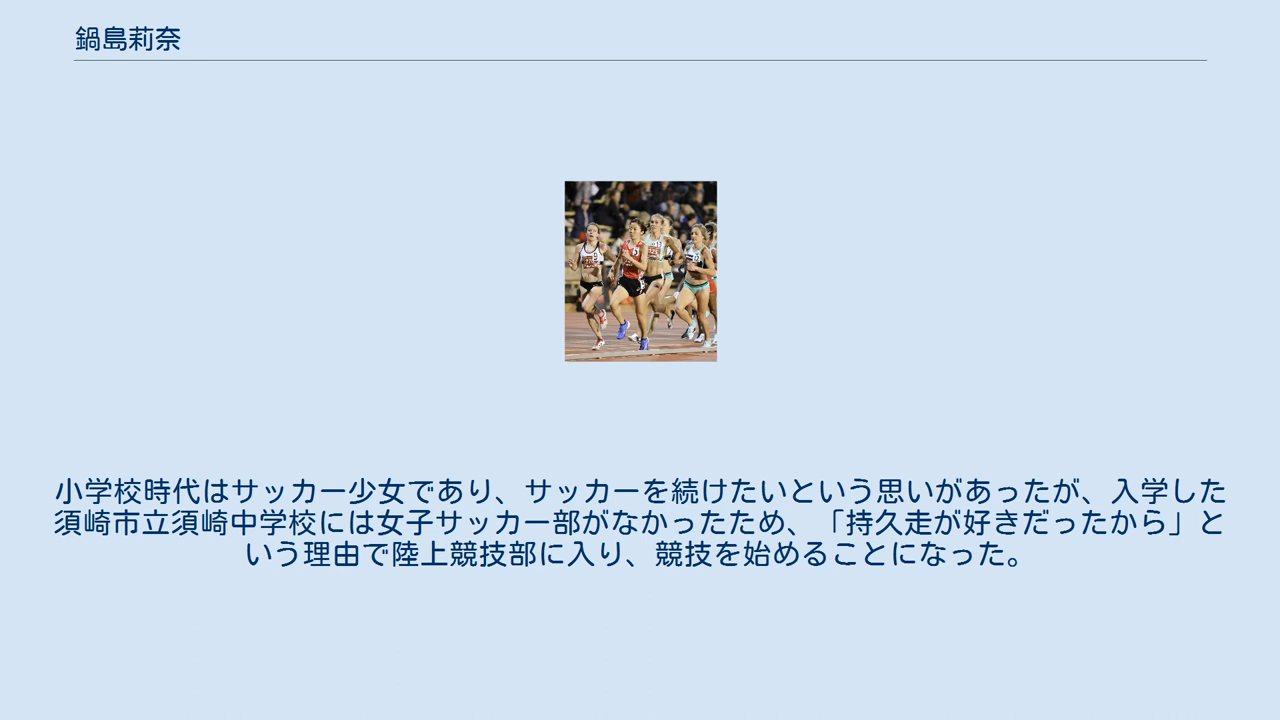 鍋島莉奈
小学校時代はサッカー少女であり、サッカーを続けたいという思いがあったが、入学した
須崎市立須崎中学校には女子サッカー部がなかったため、「持久走が好きだったから」と
いう理由で陸上競技部に入り、競技を始めることになった。